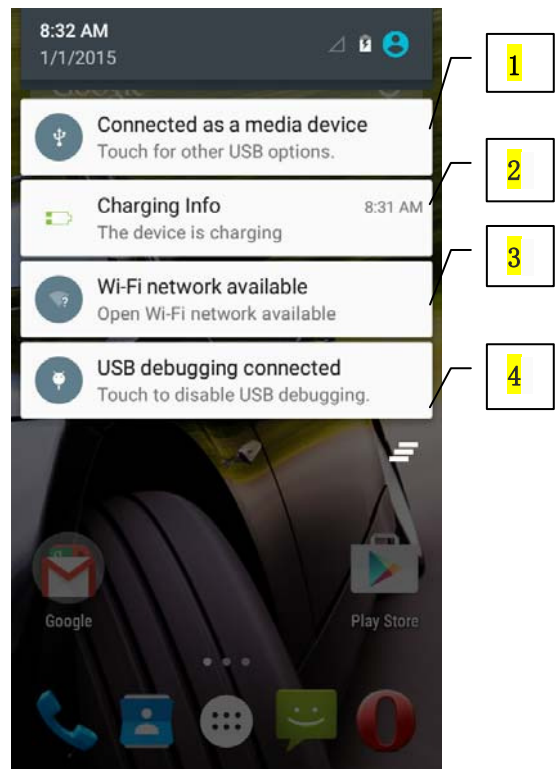 8:32 AM
1/1/2015
Google
Connected as a media device
Touch for other USB options.
1
Charging Info
8:31 AM
The device is charging
2
Wi-Fi network available
Open Wi-Fi network available
3
USB debugging connected
Touch to disable USB debugging.
4
Google
Play Store